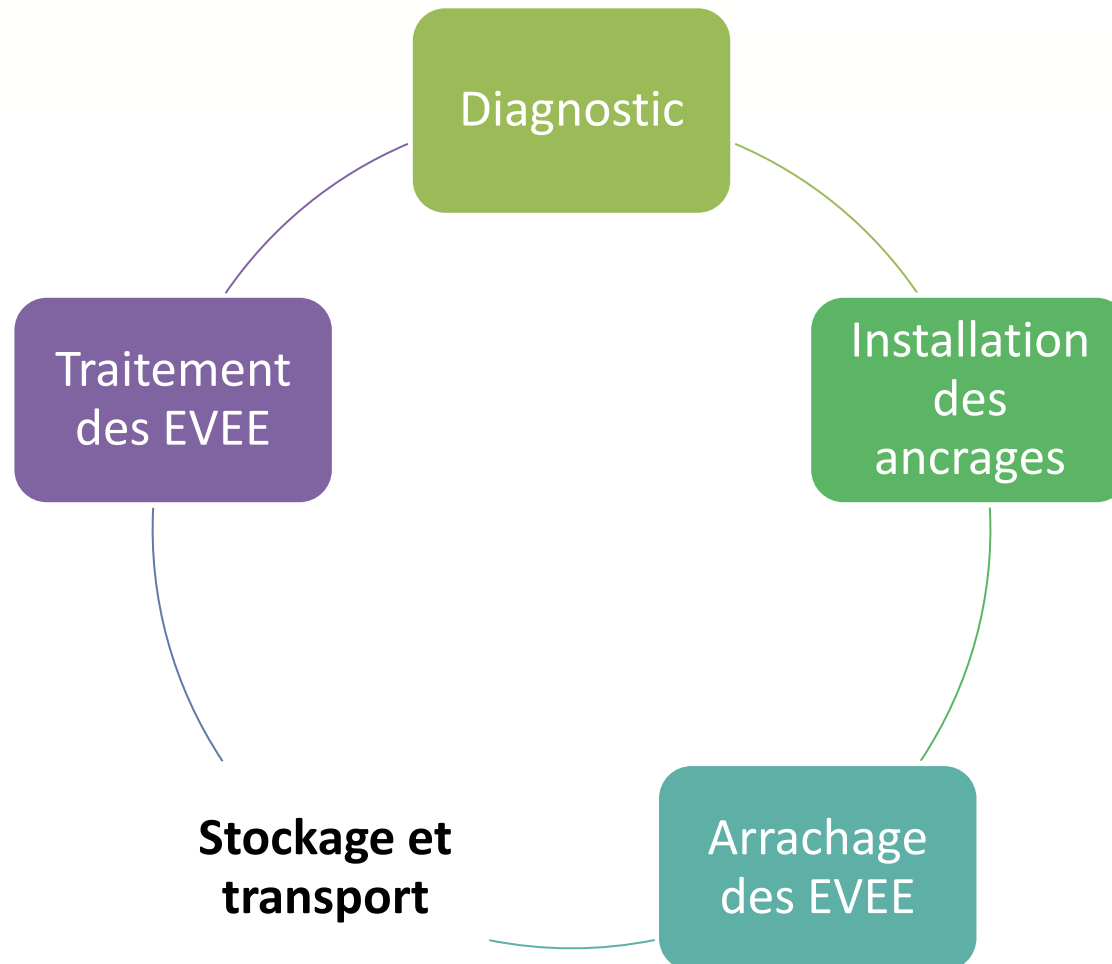 Diagnostic
Installation
des
ancrages
Arrachage
des EVEE
Stockage et
transport
Traitement
des EVEE